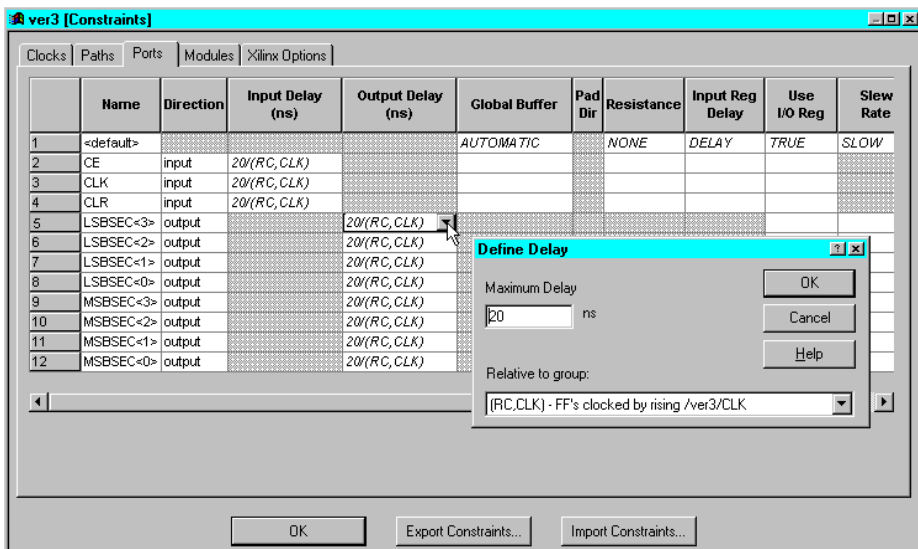 ver3 [Constraints]
Clocks Paths Ports Modules Xilinx Options
Name Direction Input Delay (ns) Output Delay (ns) Global Buffer Pad Dir Resistance Input Reg Delay Use I/O Reg Slew Rate
1 <default> AUTOMATIC NONE DELAY TRUE SLOW
2 CE input 20/(RC,CLK)
3 CLK input 20/(RC,CLK)
4 CLR input 20/(RC,CLK)
5 LSBSEC<3> output 20/(RC,CLK)
6 LSBSEC<2> output 20/(RC,CLK)
7 LSBSEC<1> output 20/(RC,CLK)
8 LSBSEC<0> output 20/(RC,CLK)
9 MSBSEC<3> output 20/(RC,CLK)
10 MSBSEC<2> output 20/(RC,CLK)
11 MSBSEC<1> output 20/(RC,CLK)
12 MSBSEC<0> output 20/(RC,CLK)
Define Delay
Maximum Delay
20 ns
OK
Cancel
Help
Relative to group:
(RC,CLK) - FF's clocked by rising /ver3/CLK
OK Export Constraints... Import Constraints...